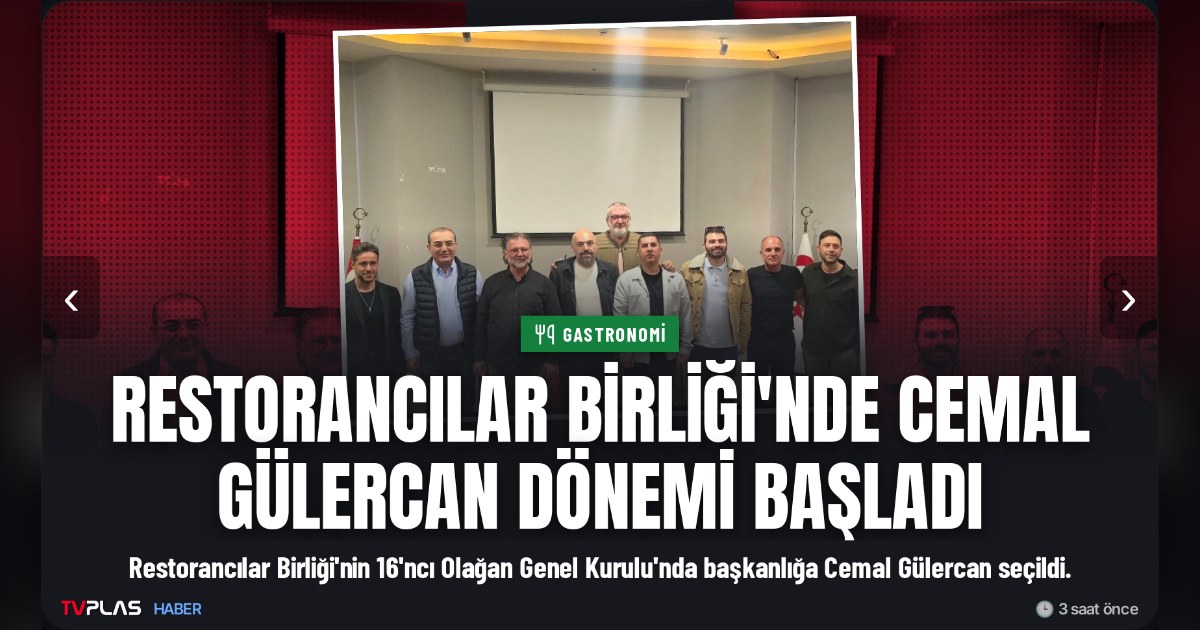 GASTRONOMİ
RESTORANCILAR BİRLİĞİ'NDE CEMAL
GÜLERCAN DÖNEMİ BAŞLADI
Restorancılar Birliği'nin 16'ncı Olağan Genel Kurulu'nda başkanlığa Cemal Gülercan seçildi.
TVPLAS HABER
3 saat önce